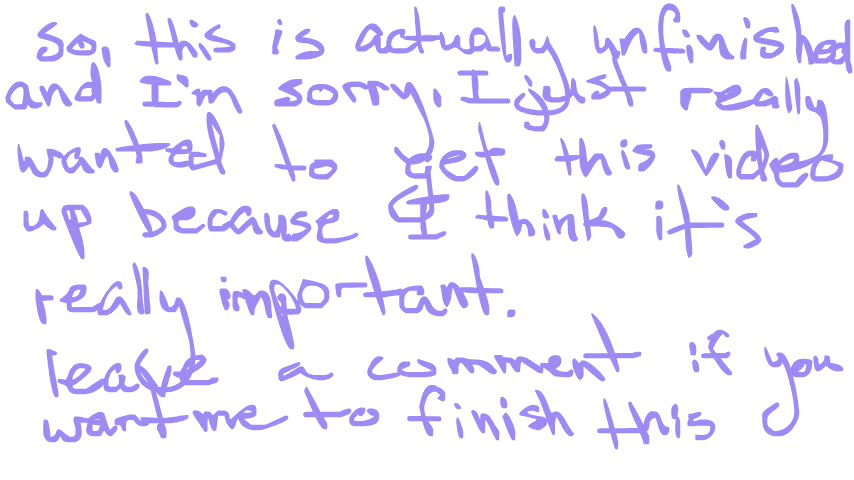 so, this is actually unfinished
and I'm sorry. I just really
wanted to get this video
up because I think it's
really important.
leave a comment if you
want me to finish this